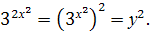 3^{2x^2} = (3^{x^2})^2 = y^2.